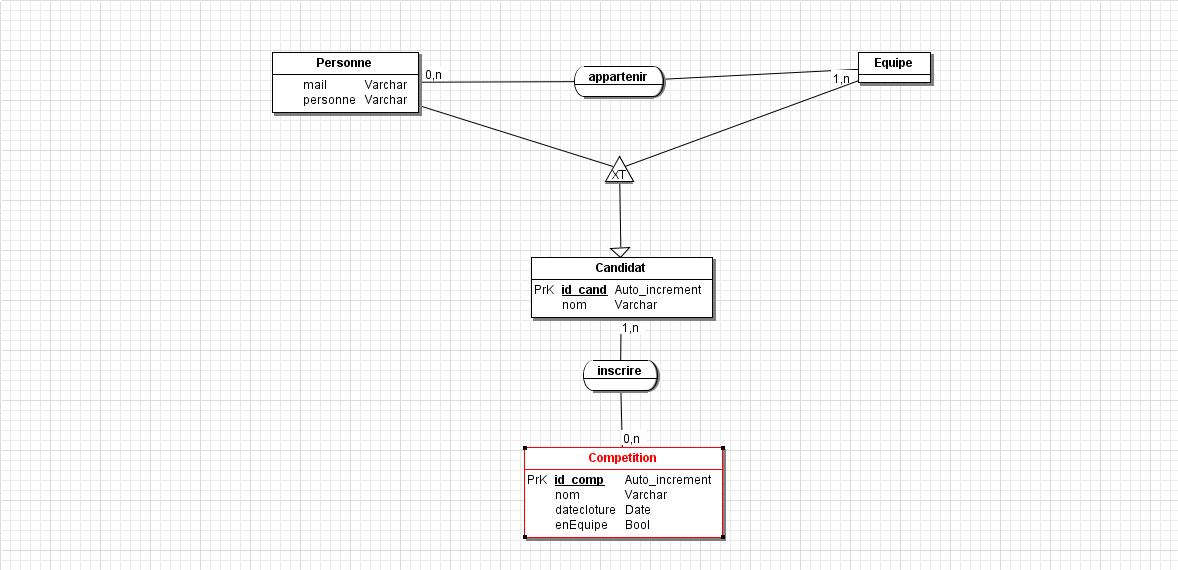 Personne
mail Varchar
personne Varchar
0,n
appartenir
Equipe
1,n
XT
Candidat
PrK id_cand Auto_increment
nom Varchar
1,n
inscrire
0,n
Competition
PrK id_comp Auto_increment
nom Varchar
datecloture Date
enEquipe Bool